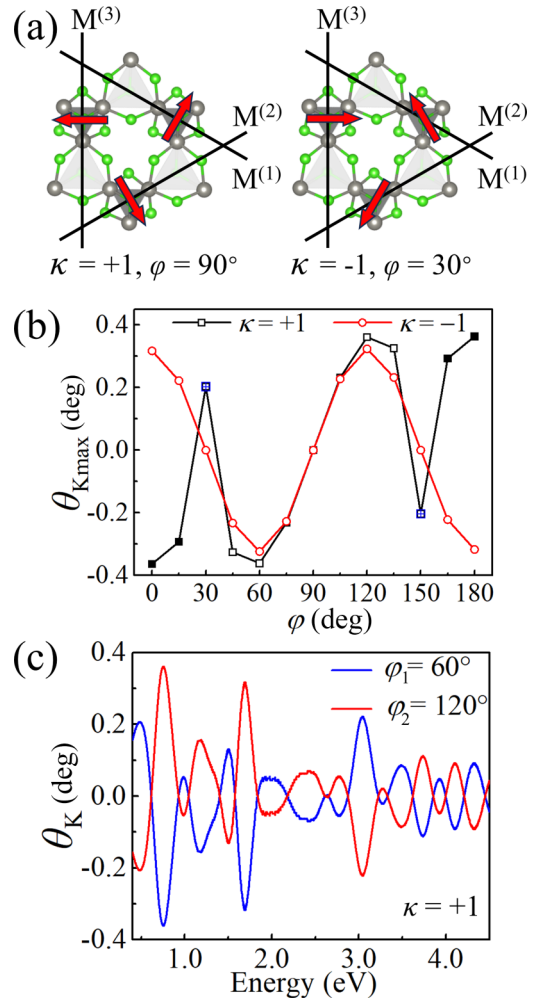 (a)
M(3) M(3)
M(2) M(2)
M(1) M(1)
κ = +1, φ = 90° κ = -1, φ = 30°
(b)
κ = +1 κ = −1
0.4
0.2
0.0
-0.2
-0.4
θKmax (deg)
0 30 60 90 120 150 180
φ (deg)
(c)
φ1= 60°
φ2= 120°
0.4
0.2
0.0
-0.2
-0.4
θK (deg)
κ = +1
1.0 2.0 3.0 4.0
Energy (eV)